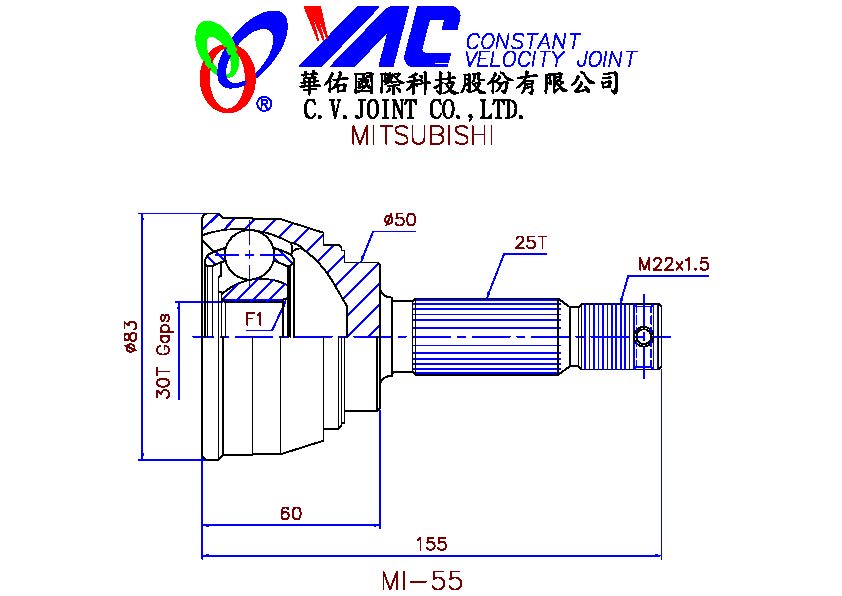 YAC CONSTANT
VELOCITY JOINT
華佑國際科技股份有限公司
®
C.V.JOINT CO.,LTD.
MITSUBISHI
ø50
25T
M22x1.5
F1
ø83
30T Gaps
60
155
MI-55